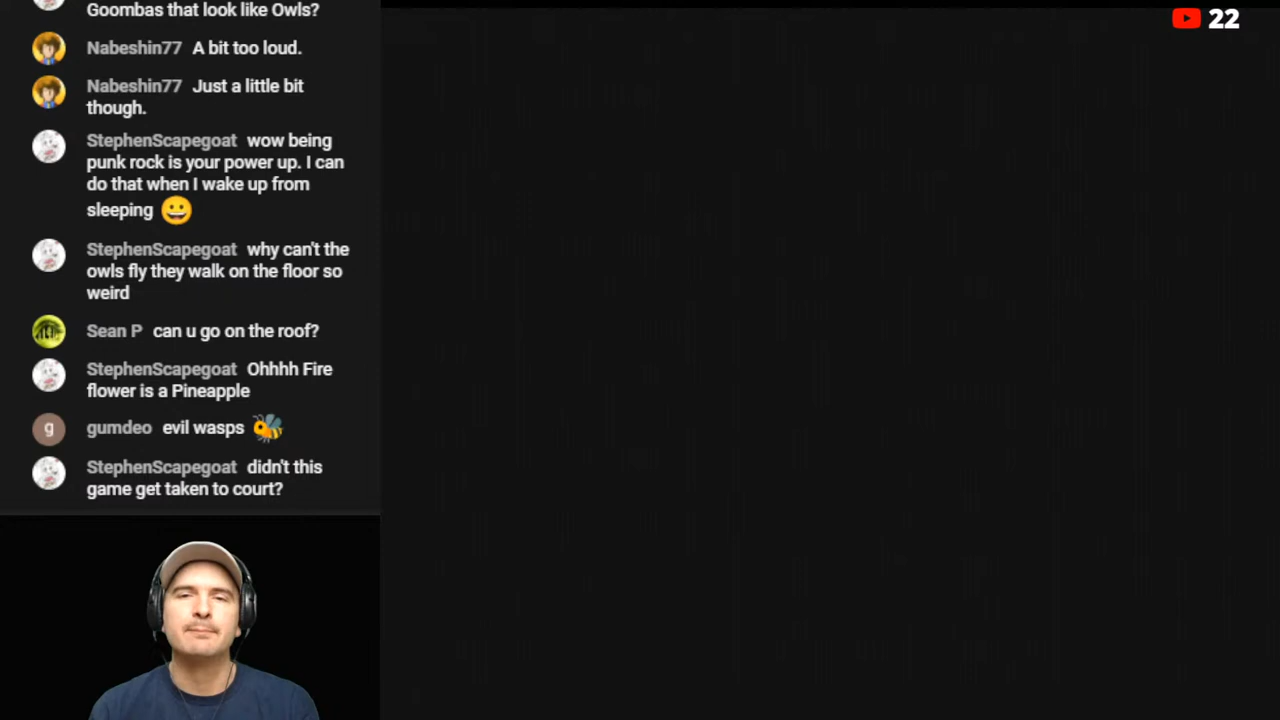 Goombas that look like Owls?
Nabeshin77 A bit too loud.
Nabeshin77 Just a little bit
though.
StephenScapegoat wow being
punk rock is your power up. I can
do that when I wake up from
sleeping
StephenScapegoat why can't the
owls fly they walk on the floor so
weird
Sean P can u go on the roof?
StephenScapegoat Ohhhh Fire
flower is a Pineapple
g gumdeo evil wasps
StephenScapegoat didn't this
game get taken to court?
22